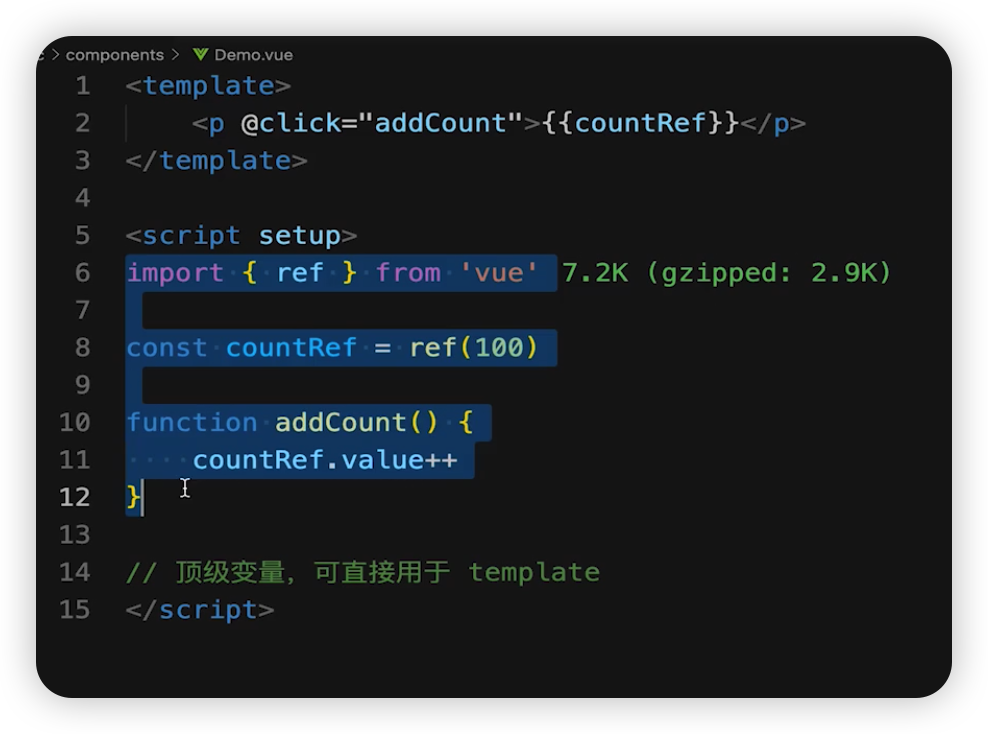 > components > Demo.vue
1 <template>
2     <p @click="addCount">{{countRef}}</p>
3 </template>
4
5 <script setup>
6 import { ref } from 'vue' 7.2K (gzipped: 2.9K)
7
8 const countRef = ref(100)
9
10 function addCount() {
11     countRef.value++
12 }
13
14 // 顶级变量，可直接用于 template
15 </script>